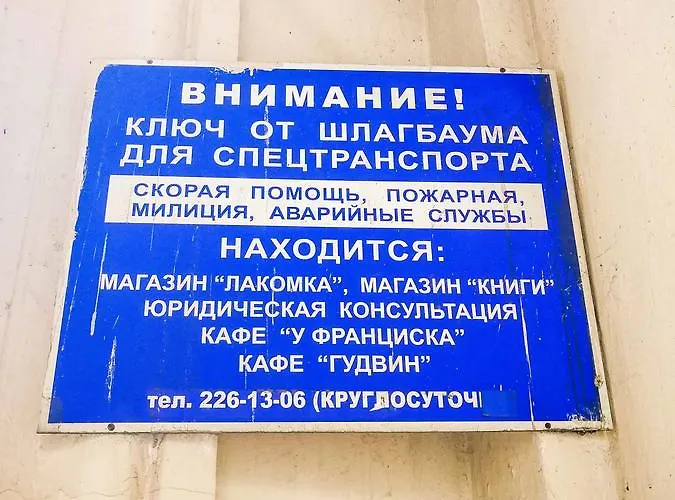 ВНИМАНИЕ!
КЛЮЧ ОТ ШЛАГБАУМА
ДЛЯ СПЕЦТРАНСПОРТА
СКОРАЯ ПОМОЩЬ, ПОЖАРНАЯ,
МИЛИЦИЯ, АВАРИЙНЫЕ СЛУЖБЫ
НАХОДИТСЯ:
МАГАЗИН “ЛАКОМКА”, МАГАЗИН “КНИГИ”
ЮРИДИЧЕСКАЯ КОНСУЛЬТАЦИЯ
КАФЕ “У ФРАНЦИСКА”
КАФЕ “ГУДВИН”
тел. 226-13-06